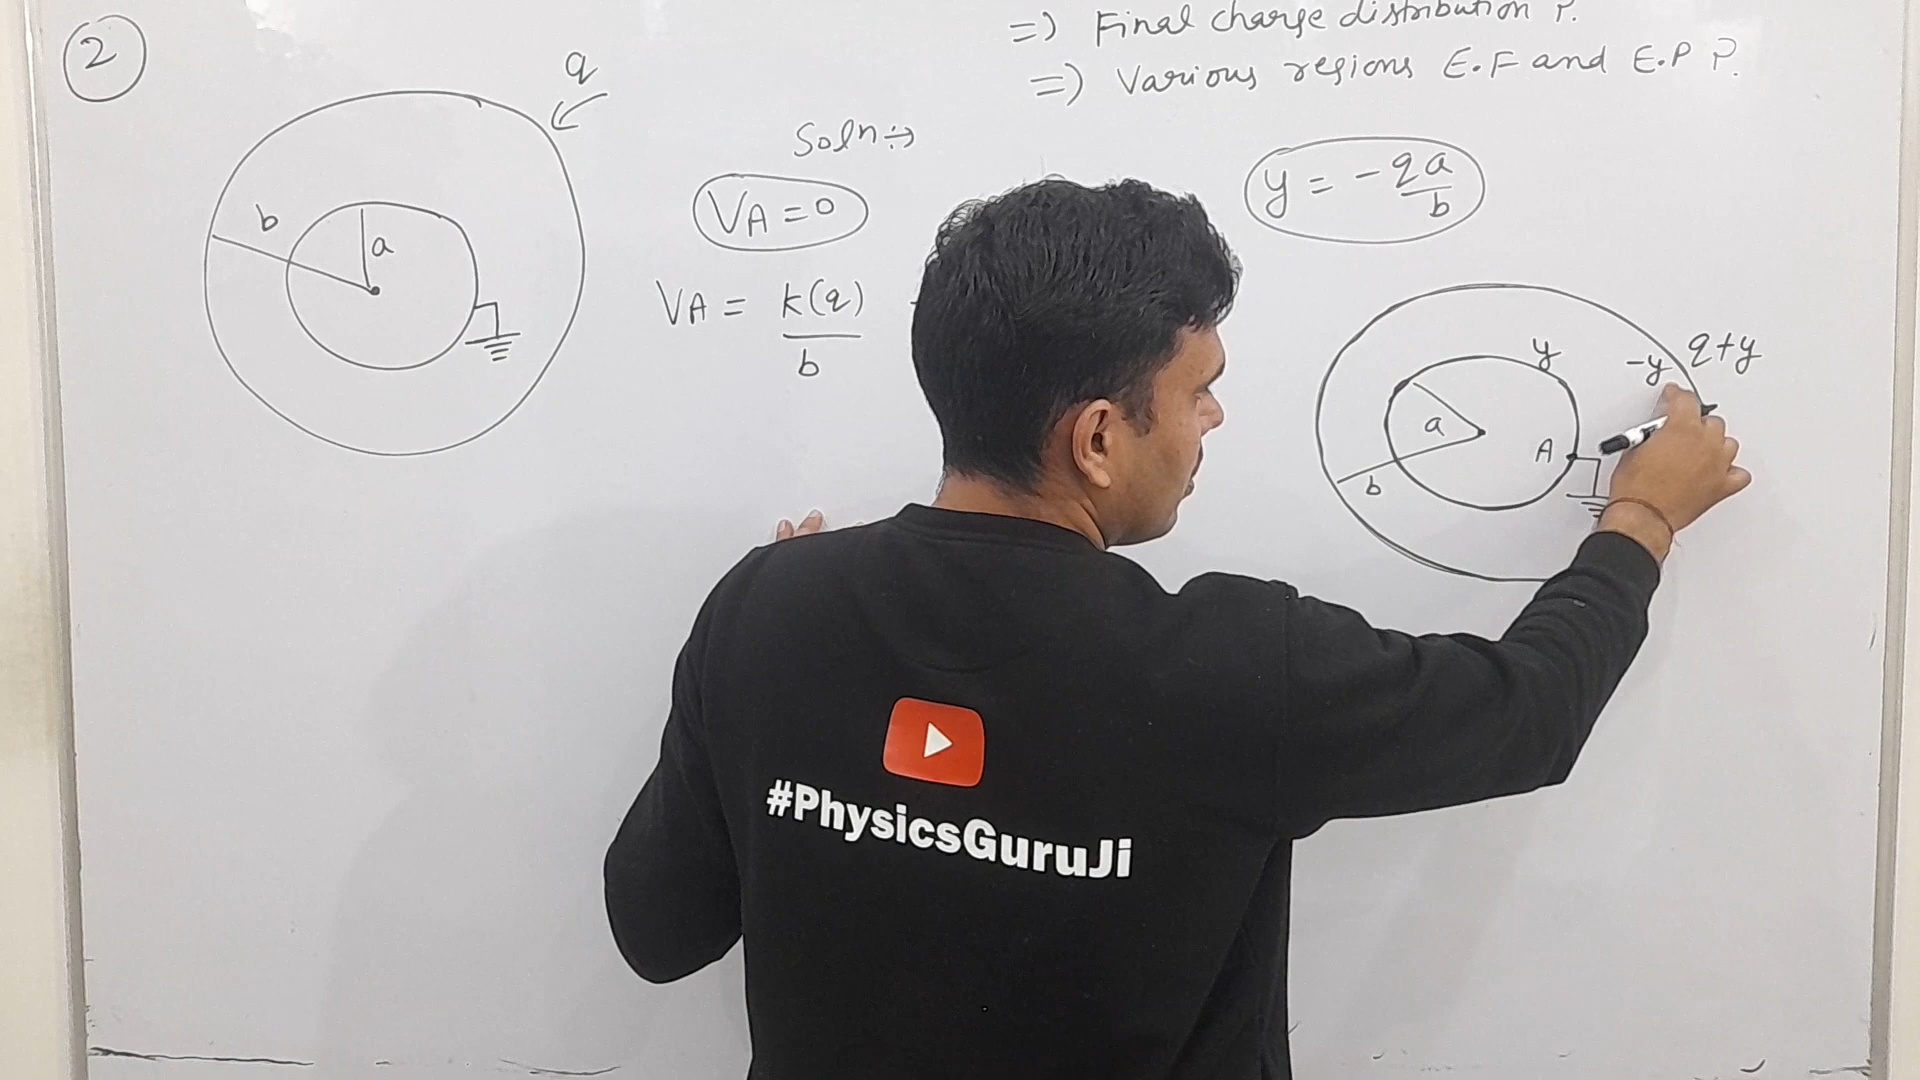 =) Final charge distribution ?.
=) Various regions E.F and E.P ?.
2
q
b
a
Soln ÷>
VA = 0
VA = k(q)
b
y = - qa
b
y
-y
q+y
a
A
b
#PhysicsGuruJi